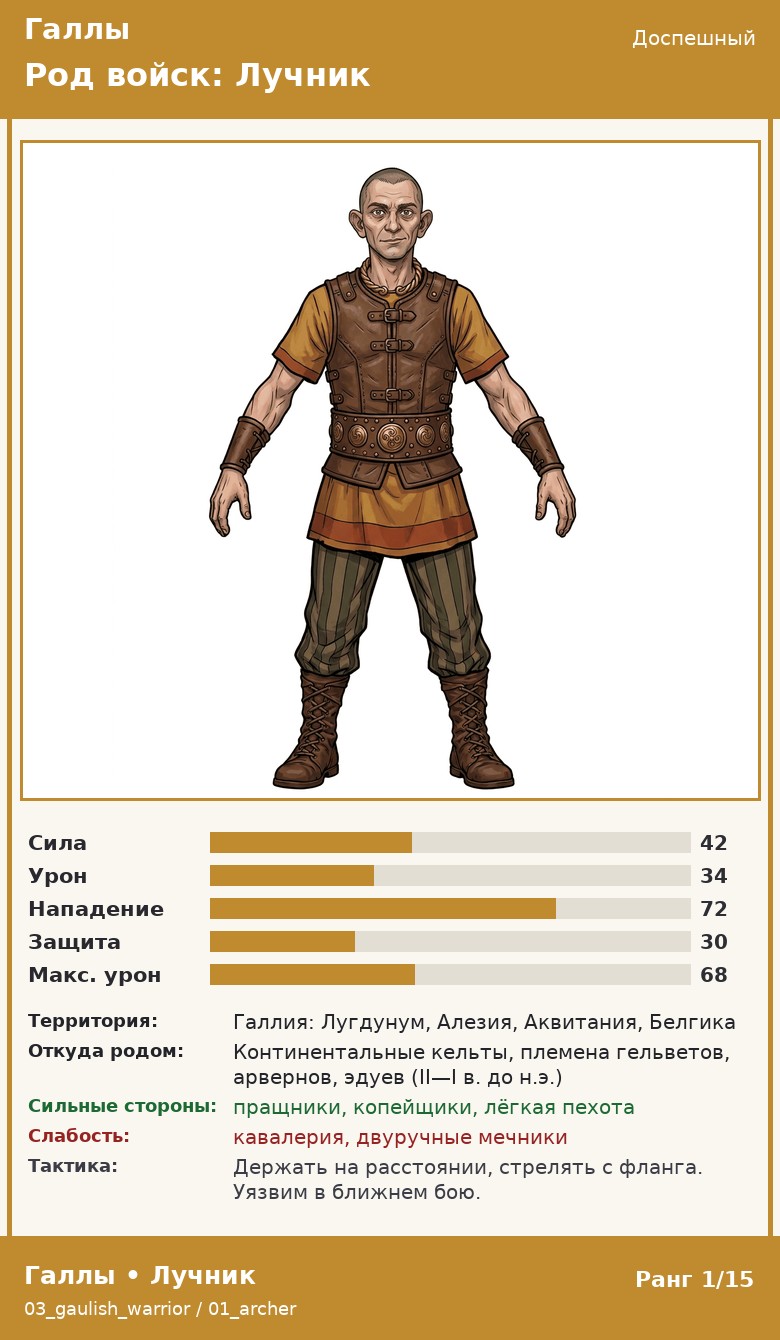 Галлы
Доспешный
Род войск: Лучник
Сила 42
Урон 34
Нападение 72
Защита 30
Макс. урон 68
Территория: Галлия: Лугдунум, Алезия, Аквитания, Белгика
Откуда родом: Континентальные кельты, племена гельветов,
арвернов, эдуев (II—I в. до н.э.)
Сильные стороны: пращники, копейщики, лёгкая пехота
Слабость: кавалерия, двуручные мечники
Тактика: Держать на расстоянии, стрелять с фланга.
Уязвим в ближнем бою.
Галлы • Лучник
Ранг 1/15
03_gaulish_warrior / 01_archer